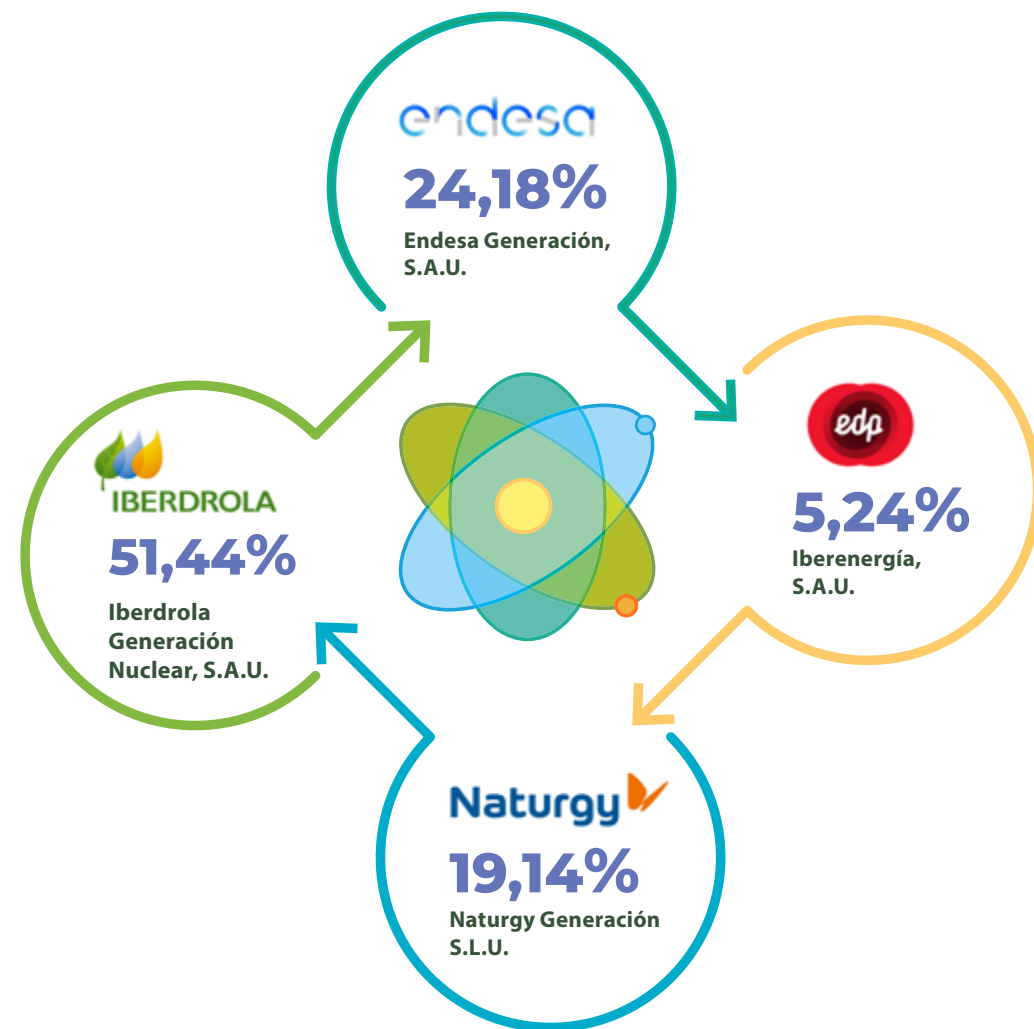 endesa
24,18%
Endesa Generación,
S.A.U.
edp
5,24%
Iberenergía,
S.A.U.
IBERDROLA
51,44%
Iberdrola
Generación
Nuclear, S.A.U.
Naturgy
19,14%
Naturgy Generación
S.L.U.